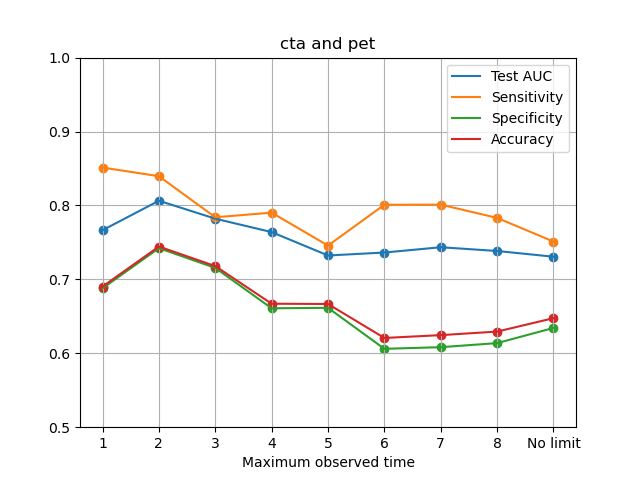 cta and pet
1.0
0.9
0.8
0.7
0.6
0.5
Test AUC
Sensitivity
Specificity
Accuracy
1 2 3 4 5 6 7 8 No limit
Maximum observed time